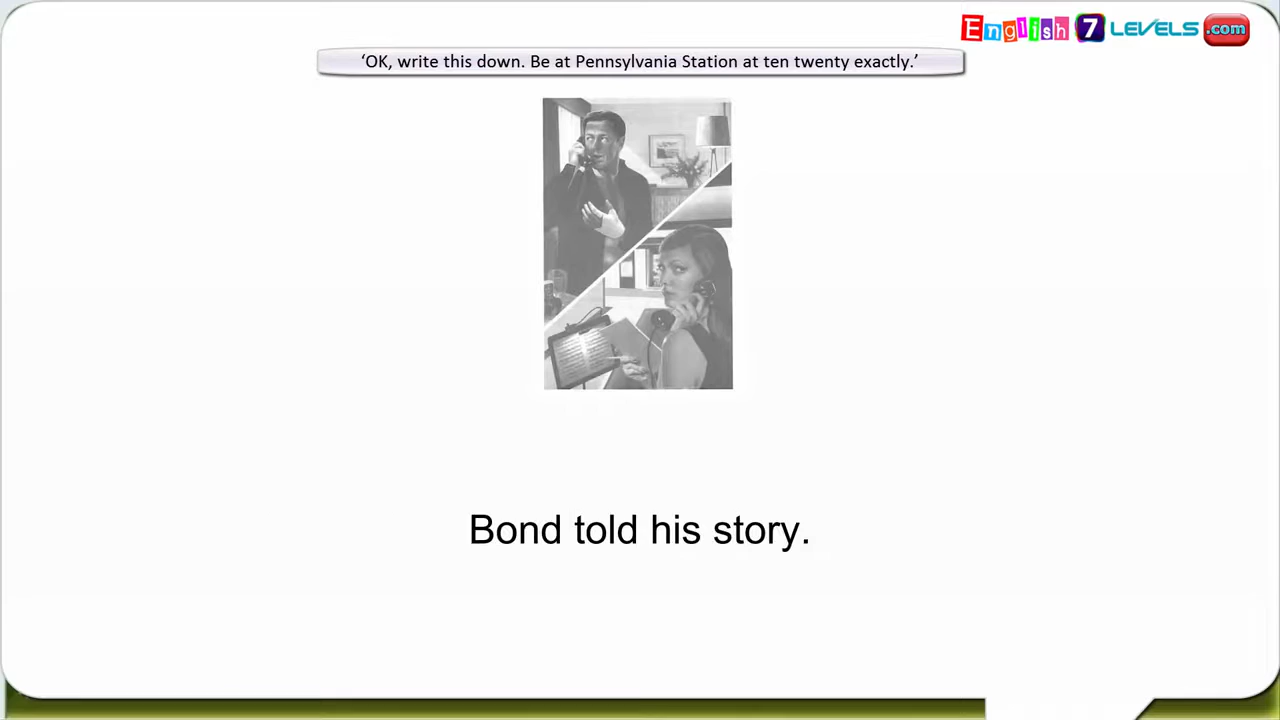 English 7 LEVELS .com
‘OK, write this down. Be at Pennsylvania Station at ten twenty exactly.’
Bond told his story.